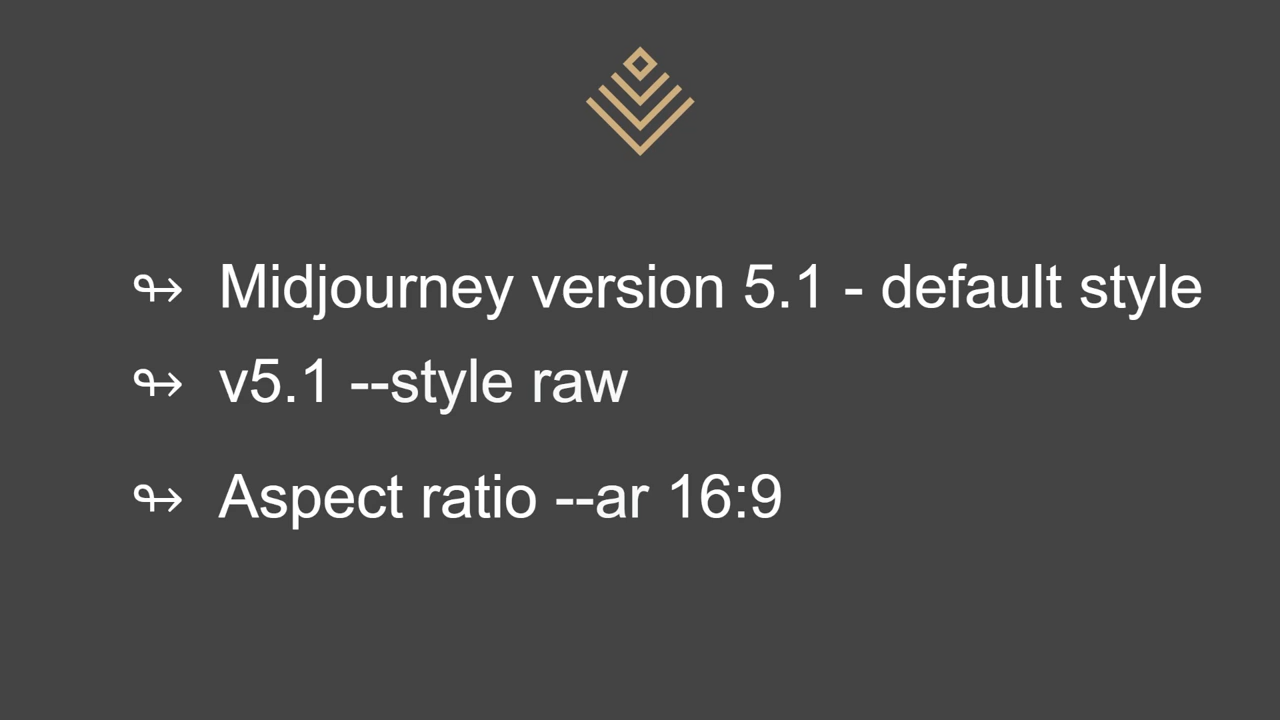 ↬ Midjourney version 5.1 - default style
↬ v5.1 --style raw
↬ Aspect ratio --ar 16:9